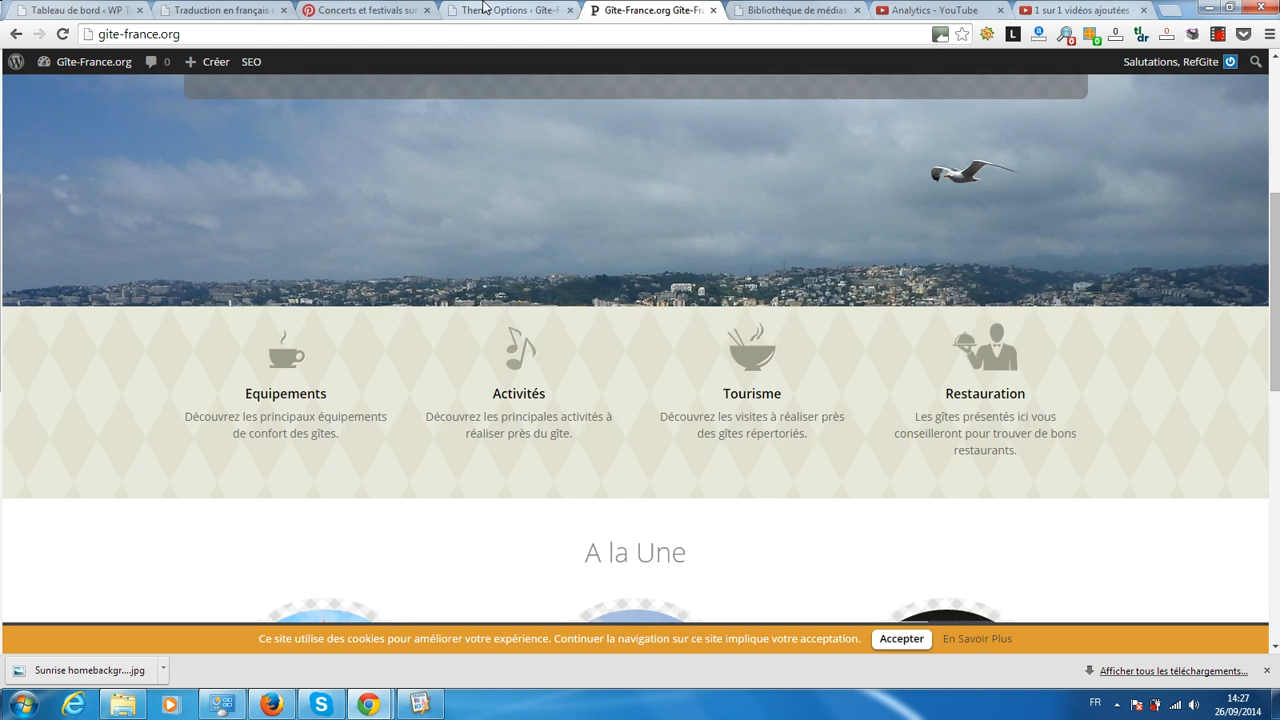 Tableau de bord ‹ WP T
Traduction en français d
Concerts et festivals sur
Theme Options ‹ Gîte-F
Gîte-France.org Gîte-Fr
Bibliothèque de médias
Analytics - YouTube
1 sur 1 vidéos ajoutées
gite-france.org
Gîte-France.org
0
Créer
SEO
Salutations, RefGite
Equipements
Activités
Tourisme
Restauration
Découvrez les principaux équipements
de confort des gîtes.
Découvrez les principales activités à
réaliser près du gîte.
Découvrez les visites à réaliser près
des gîtes répertoriés.
Les gîtes présentés ici vous
conseilleront pour trouver de bons
restaurants.
A la Une
Ce site utilise des cookies pour améliorer votre expérience. Continuer la navigation sur ce site implique votre acceptation.
Accepter
En Savoir Plus
Sunrise homebackgr....jpg
Afficher tous les téléchargements...
FR
14:27
26/09/2014